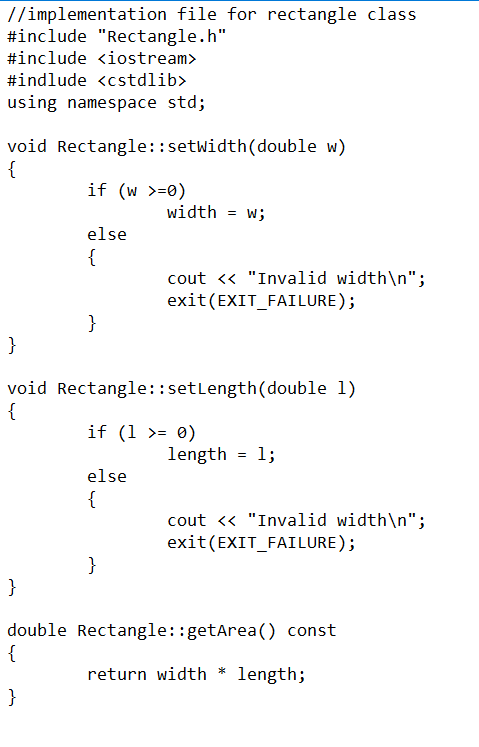 //implementation file for rectangle class
#include "Rectangle.h"
#include <iostream>
#indlude <cstdlib>
using namespace std;

void Rectangle::setWidth(double w)
{
        if (w >=0)
                width = w;
        else
        {
                cout << "Invalid width\n";
                exit(EXIT_FAILURE);
        }
}

void Rectangle::setLength(double l)
{
        if (l >= 0)
                length = l;
        else
        {
                cout << "Invalid width\n";
                exit(EXIT_FAILURE);
        }
}

double Rectangle::getArea() const
{
        return width * length;
}